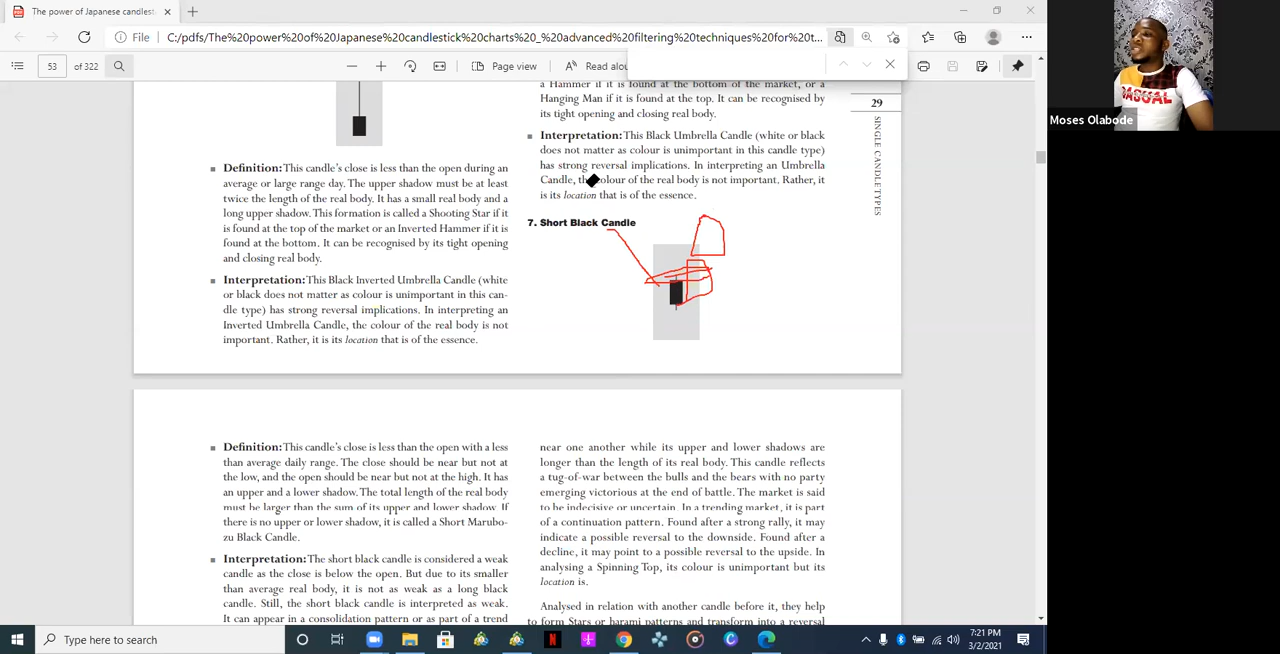 The power of Japanese candlest
File
C:/pdfs/The%20power%20of%20Japanese%20candlestick%20charts%20_%20advanced%20filtering%20techniques%20for%20t...
53 of 322
Page view
Read alou
a Hammer if it is found at the bottom of the market, or a
Hanging Man if it is found at the top. It can be recognised by
its tight opening and closing real body.
Interpretation: This Black Umbrella Candle (white or black
does not matter as colour is unimportant in this candle type)
has strong reversal implications. In interpreting an Umbrella
Candle, the colour of the real body is not important. Rather, it
is its location that is of the essence.
7. Short Black Candle
29
SINGLE CANDLE TYPES
Definition: This candle's close is less than the open during an
average or large range day. The upper shadow must be at least
twice the length of the real body. It has a small real body and a
long upper shadow. This formation is called a Shooting Star if it
is found at the top of the market or an Inverted Hammer if it is
found at the bottom. It can be recognised by its tight opening
and closing real body.
Interpretation: This Black Inverted Umbrella Candle (white
or black does not matter as colour is unimportant in this can-
dle type) has strong reversal implications. In interpreting an
Inverted Umbrella Candle, the colour of the real body is not
important. Rather, it is its location that is of the essence.
Definition: This candle's close is less than the open with a less
than average daily range. The close should be near but not at
the low, and the open should be near but not at the high. It has
an upper and a lower shadow. The total length of the real body
must be larger than the sum of its upper and lower shadow. If
there is no upper or lower shadow, it is called a Short Marubo-
zu Black Candle.
Interpretation: The short black candle is considered a weak
candle as the close is below the open. But due to its smaller
than average real body, it is not as weak as a long black
candle. Still, the short black candle is interpreted as weak.
It can appear in a consolidation pattern or as part of a trend
near one another while its upper and lower shadows are
longer than the length of its real body. This candle reflects
a tug-of-war between the bulls and the bears with no party
emerging victorious at the end of battle. The market is said
to be indecisive or uncertain. In a trending market, it is part
of a continuation pattern. Found after a strong rally, it may
indicate a possible reversal to the downside. Found after a
decline, it may point to a possible reversal to the upside. In
analysing a Spinning Top, its colour is unimportant but its
location is.
Analysed in relation with another candle before it, they help
to form Stars or harami patterns and transform into a reversal
Moses Olabode
Type here to search
7:21 PM
3/2/2021